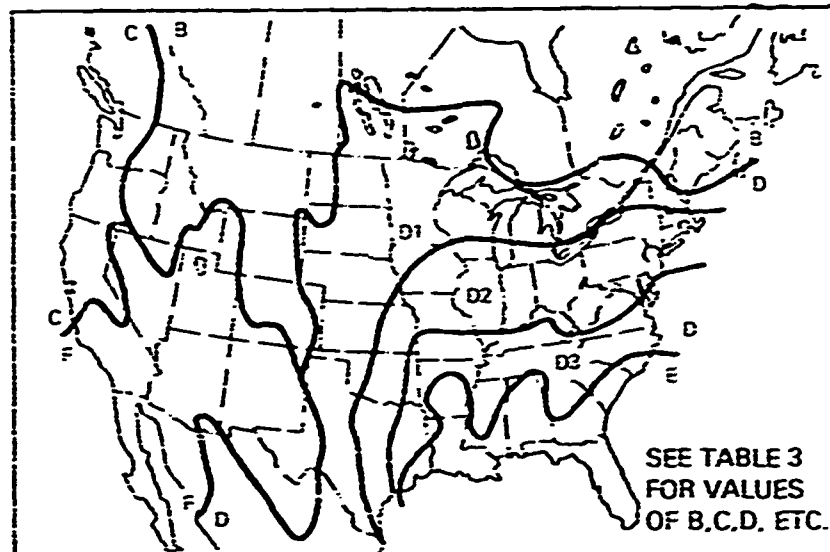 C B
B
B
B
D
D1
D
D2
C
F
D
D3
E
F
D
SEE TABLE 3
FOR VALUES
OF B.C.D. ETC.